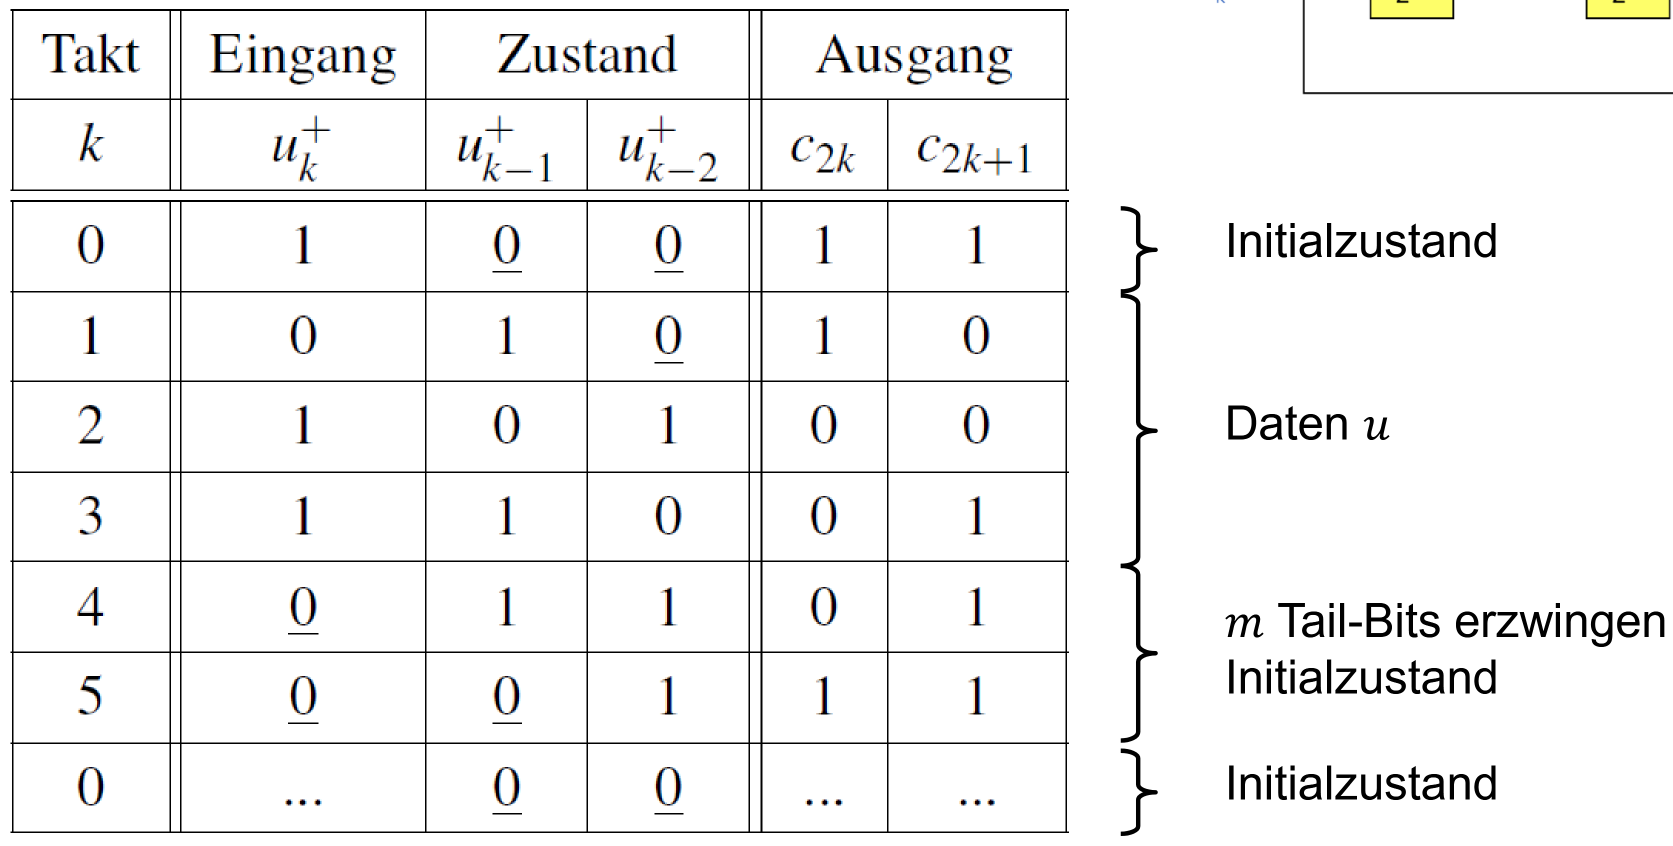 Takt Eingang Zustand Ausgang
k u_k^+ u_{k-1}^+ u_{k-2}^+ c_{2k} c_{2k+1}
0 1 0 0 1 1 Initialzustand
1 0 1 0 1 0
2 1 0 1 0 0 Daten u
3 1 1 0 0 1
4 0 1 1 0 1 m Tail-Bits erzwingen
5 0 0 1 1 1 Initialzustand
0 ... 0 0 ... ... Initialzustand